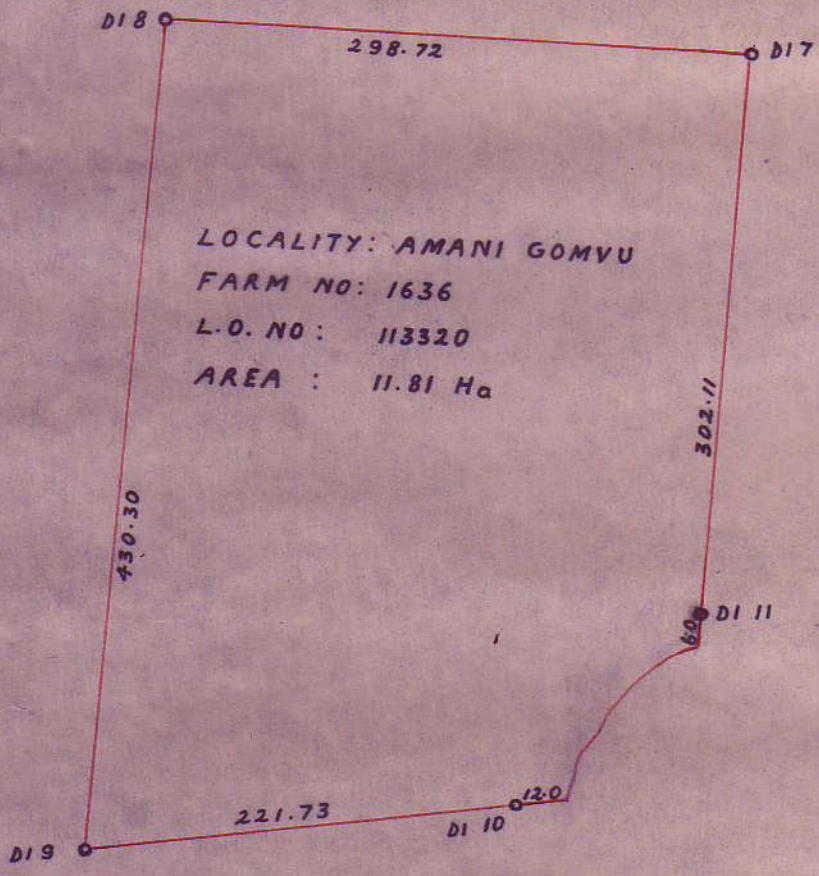 DI 8
298.72
DI 7
LOCALITY: AMANI GOMVU
FARM NO: 1636
L.O. NO: 113320
AREA : 11.81 Ha
302.11
430.30
DI 11
60
12.0
221.73
DI 10
DI 9